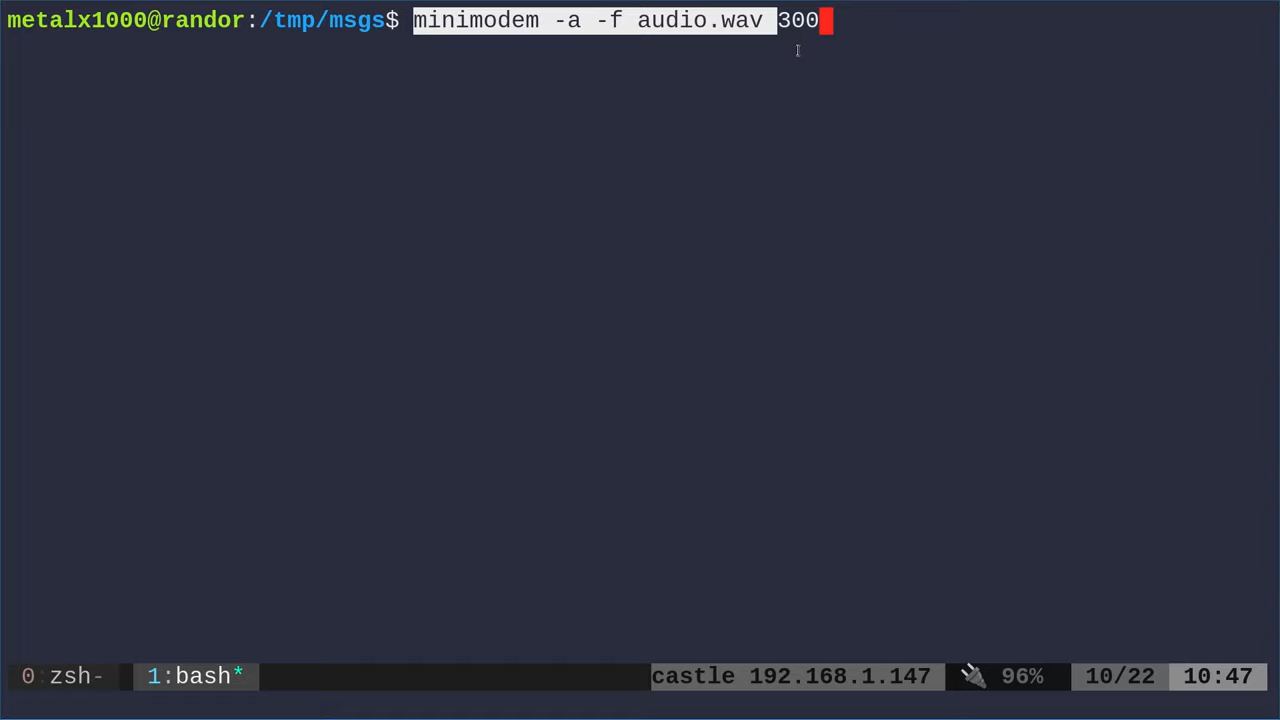 metalx1000@randor:/tmp/msgs$ minimodem -a -f audio.wav 300
0 zsh- 1:bash* castle 192.168.1.147 96% 10/22 10:47